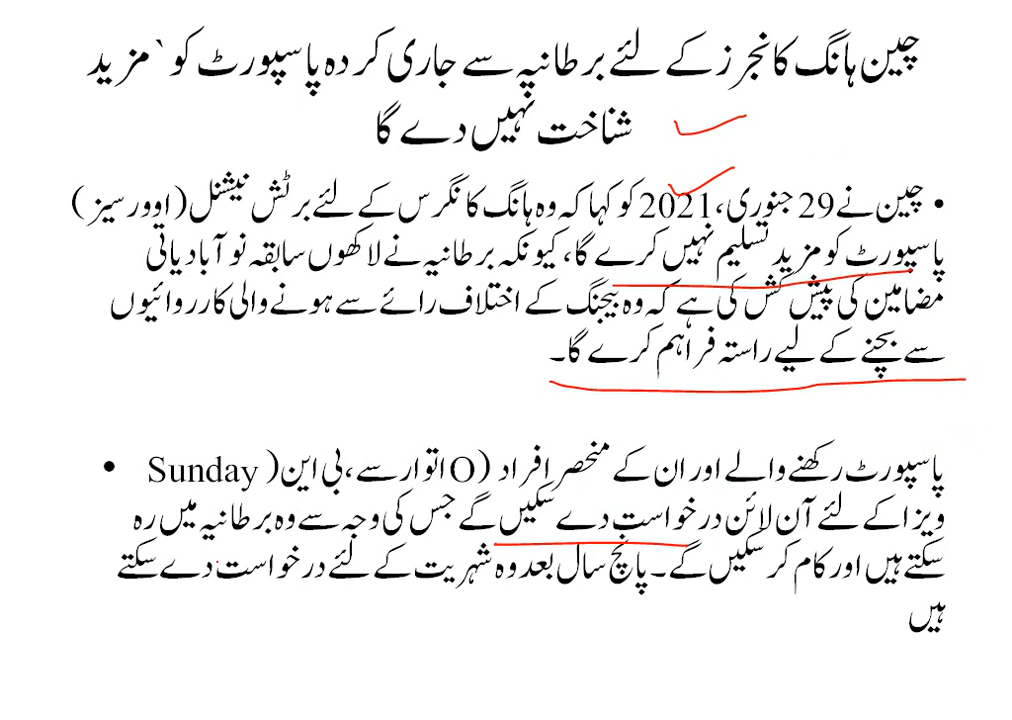 چین ہانگ کانجرز کے لئے برطانیہ سے جاری کردہ پاسپورٹ کو `مزید
شناخت نہیں دے گا
• چین نے 29 جنوری، 2021 کو کہا کہ وہ ہانگ کانگرس کے لئے برٹش نیشنل (اوورسیز)
پاسپورٹ کو مزید تسلیم نہیں کرے گا، کیونکہ برطانیہ نے لاکھوں سابقہ نو آبادیاتی
مضامین کی پیش کش کی ہے کہ وہ بیجنگ کے اختلاف رائے سے ہونے والی کارروائیوں
سے بچنے کے لیے راستہ فراہم کرے گا۔
پاسپورٹ رکھنے والے اور ان کے منحصر افراد (O اتوار سے ،بی این( Sunday •
ویزا کے لئے آن لائن درخواست دے سکیں گے جس کی وجہ سے وہ برطانیہ میں رہ
سکتے ہیں اور کام کر سکیں گے۔ پانچ سال بعد وہ شہریت کے لئے درخواست دے سکتے
ہیں